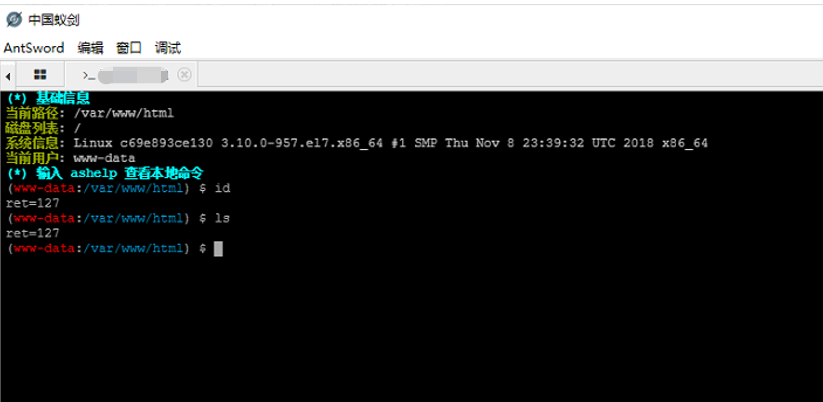 中国蚁剑
AntSword 编辑 窗口 调试
>_
(*) 基础信息
当前路径: /var/www/html
磁盘列表: /
系统信息: Linux c69e893ce130 3.10.0-957.el7.x86_64 #1 SMP Thu Nov 8 23:39:32 UTC 2018 x86_64
当前用户: www-data
(*) 输入 ashelp 查看本地命令
(www-data:/var/www/html) $ id
ret=127
(www-data:/var/www/html) $ ls
ret=127
(www-data:/var/www/html) $